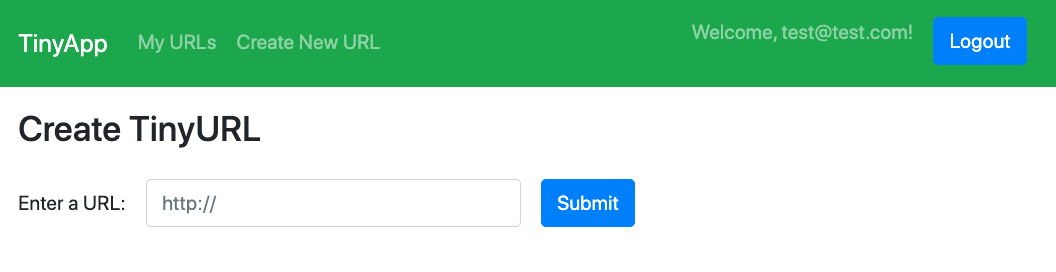 TinyApp My URLs Create New URL Welcome, test@test.com! Logout
Create TinyURL
Enter a URL: http:// Submit